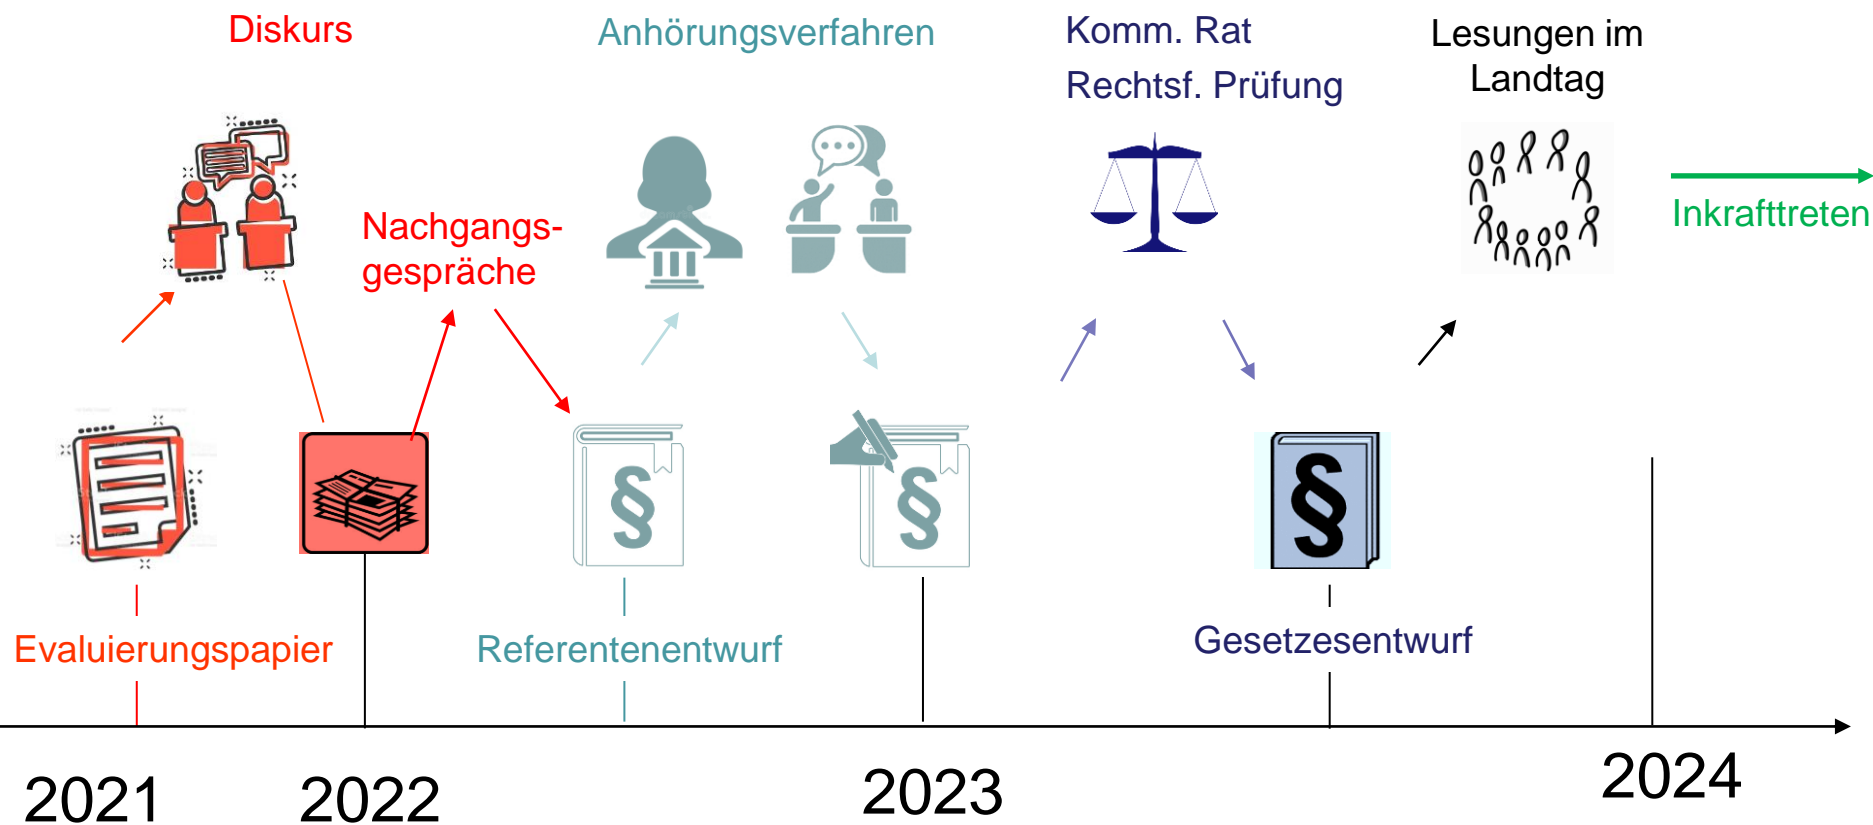 Diskurs
Anhörungsverfahren
Komm. Rat
Rechtsf. Prüfung
Lesungen im
Landtag
Nachgangs-
gespräche
Inkrafttreten
§
§
§
Evaluierungspapier
Referentenentwurf
Gesetzesentwurf
2021
2022
2023
2024